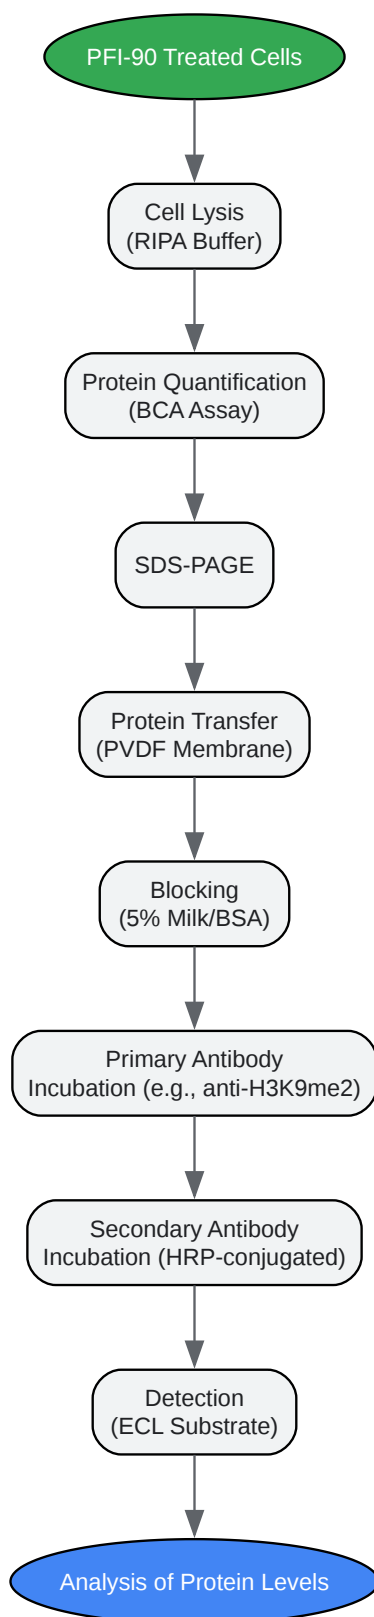 PFI-90 Treated Cells
Cell Lysis
(RIPA Buffer)
Protein Quantification
(BCA Assay)
SDS-PAGE
Protein Transfer
(PVDF Membrane)
Blocking
(5% Milk/BSA)
Primary Antibody
Incubation (e.g., anti-H3K9me2)
Secondary Antibody
Incubation (HRP-conjugated)
Detection
(ECL Substrate)
Analysis of Protein Levels